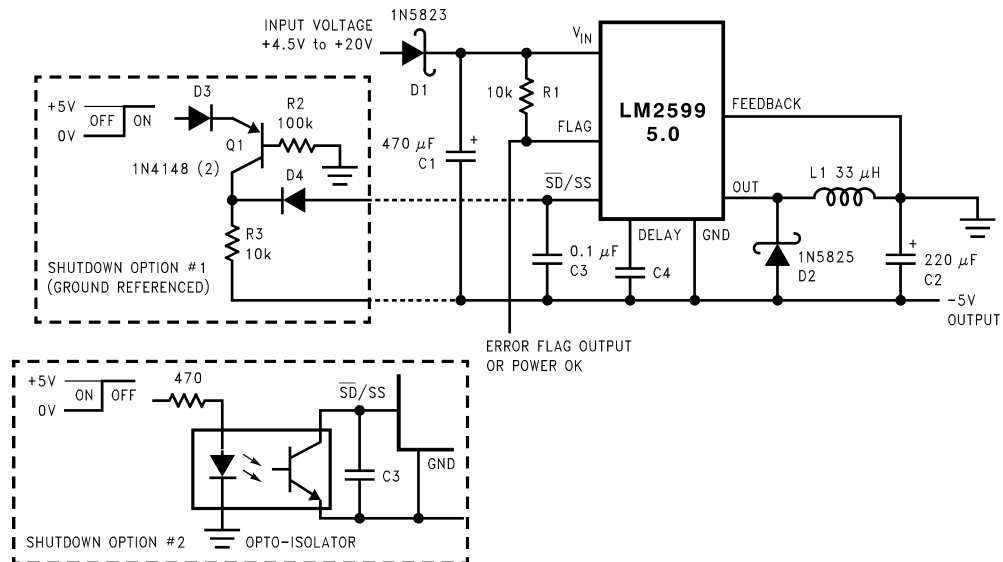 1N5823
INPUT VOLTAGE
+4.5V to +20V
D1
VIN
10k R1
FLAG
LM2599
5.0
FEEDBACK
470 µF
C1
+
SD/SS
OUT
L1 33 µH
DELAY
GND
0.1 µF
C3
C4
1N5825
D2
+
220 µF
C2
-5V
OUTPUT
ERROR FLAG OUTPUT
OR POWER OK
+5V
OFF ON
0V
D3
R2
100k
Q1
1N4148 (2)
D4
R3
10k
SHUTDOWN OPTION #1
(GROUND REFERENCED)
+5V
ON OFF
0V
470
SD/SS
GND
C3
SHUTDOWN OPTION #2
OPTO-ISOLATOR